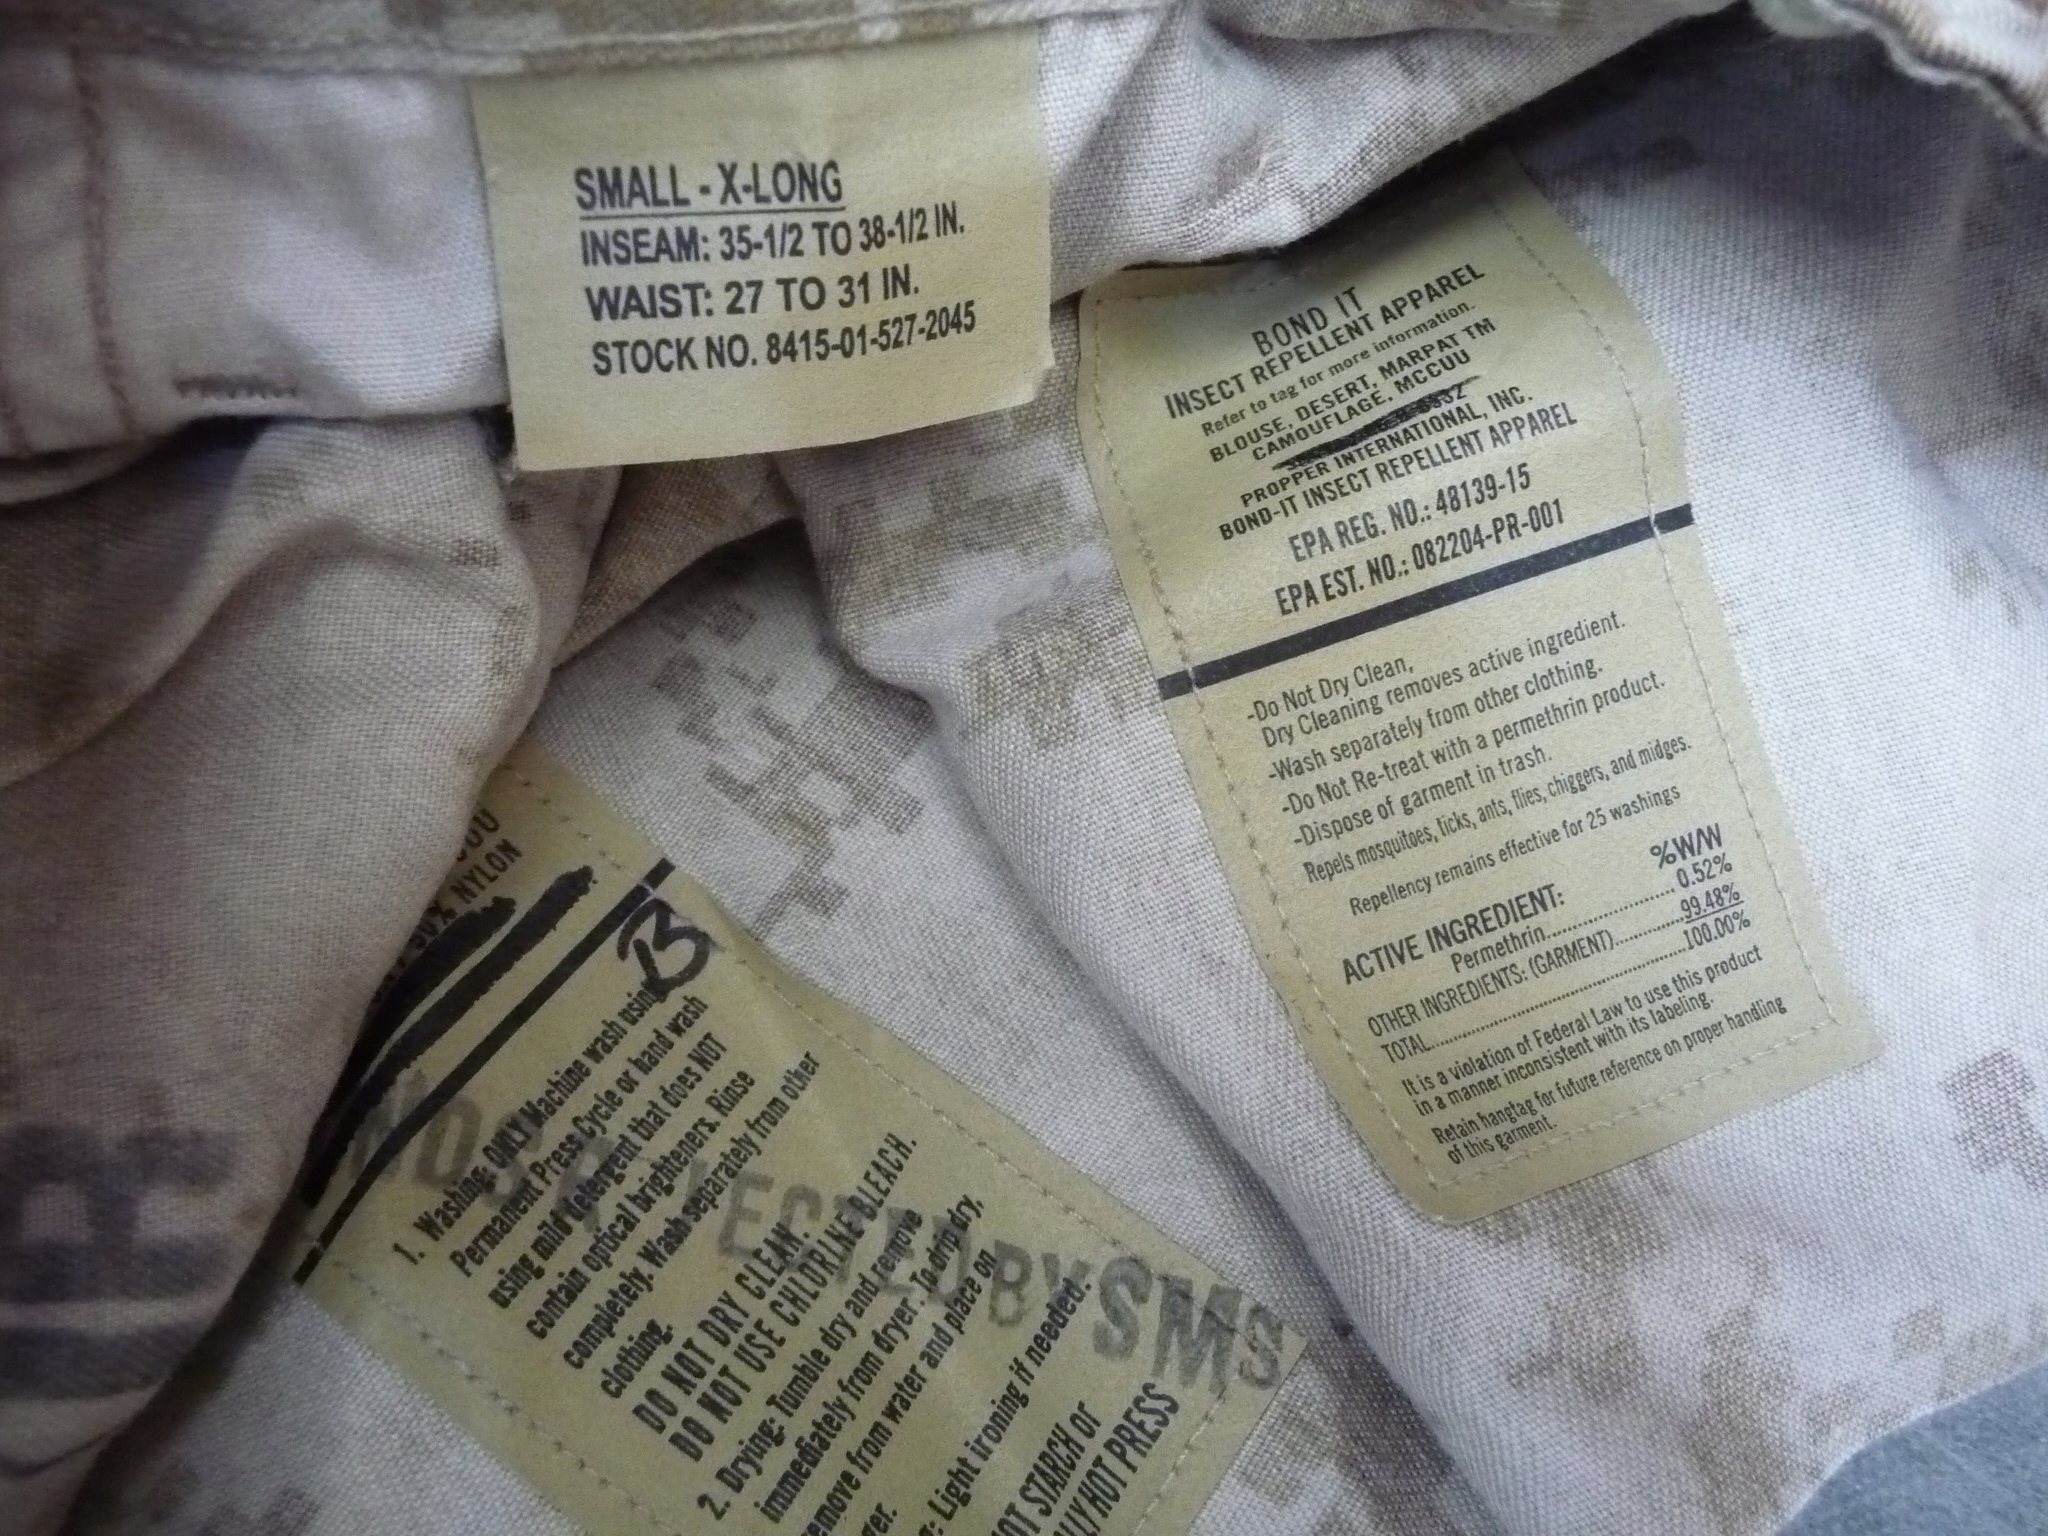 SMALL - X-LONG
INSEAM: 35-1/2 TO 38-1/2 IN.
WAIST: 27 TO 31 IN.
STOCK NO. 8415-01-527-2045
BOND IT
INSECT REPELLENT APPAREL
Refer to tag for more information.
BLOUSE, DESERT, MARPAT TM
CAMOUFLAGE, MCCUU
PROPPER INTERNATIONAL, INC.
BOND-IT INSECT REPELLENT APPAREL
EPA REG. NO.: 48139-15
EPA EST. NO.: 082204-PR-001
-Do Not Dry Clean,
Dry Cleaning removes active ingredient.
-Wash separately from other clothing.
-Do Not Re-treat with a permethrin product.
-Dispose of garment in trash.
Repels mosquitoes, ticks, ants, flies, chiggers, and midges.
Repellency remains effective for 25 washings
%W/W
ACTIVE INGREDIENT:
Permethrin..............................0.52%
OTHER INGREDIENTS: (GARMENT)..........99.48%
TOTAL........................................100.00%
It is a violation of Federal Law to use this product
in a manner inconsistent with its labeling.
Retain hangtag for future reference on proper handling
of this garment.
50% NYLON
B
1. Washing: ONLY Machine wash using
Permanent Press Cycle or hand wash
using mild detergent that does NOT
contain optical brighteners. Rinse
completely. Wash separately from other
clothing.
DO NOT DRY CLEAN.
DO NOT USE CHLORINE BLEACH.
2. Drying: Tumble dry and remove
immediately from dryer. To drip dry,
remove from water and place on
: Light ironing if needed.
NOT STARCH or
HOT PRESS
BY SMS